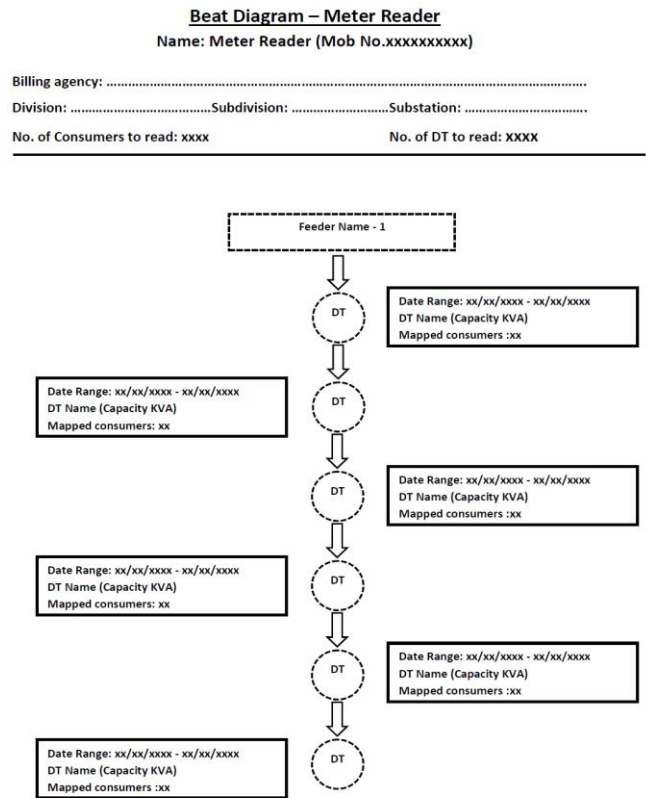 Beat Diagram – Meter Reader
Name: Meter Reader (Mob No.xxxxxxxxxx)
Billing agency: ……………………………………………………………………………………………………………………….
Division: …………………………………Subdivision: ………………………Substation: …………………………….
No. of Consumers to read: xxxx No. of DT to read: xxxx
Feeder Name - 1
DT
Date Range: xx/xx/xxxx - xx/xx/xxxx
DT Name (Capacity KVA)
Mapped consumers :xx
Date Range: xx/xx/xxxx - xx/xx/xxxx
DT Name (Capacity KVA)
Mapped consumers: xx
DT
DT
Date Range: xx/xx/xxxx - xx/xx/xxxx
DT Name (Capacity KVA)
Mapped consumers :xx
Date Range: xx/xx/xxxx - xx/xx/xxxx
DT Name (Capacity KVA)
Mapped consumers: xx
DT
DT
Date Range: xx/xx/xxxx - xx/xx/xxxx
DT Name (Capacity KVA)
Mapped consumers :xx
Date Range: xx/xx/xxxx - xx/xx/xxxx
DT Name (Capacity KVA)
Mapped consumers :xx
DT